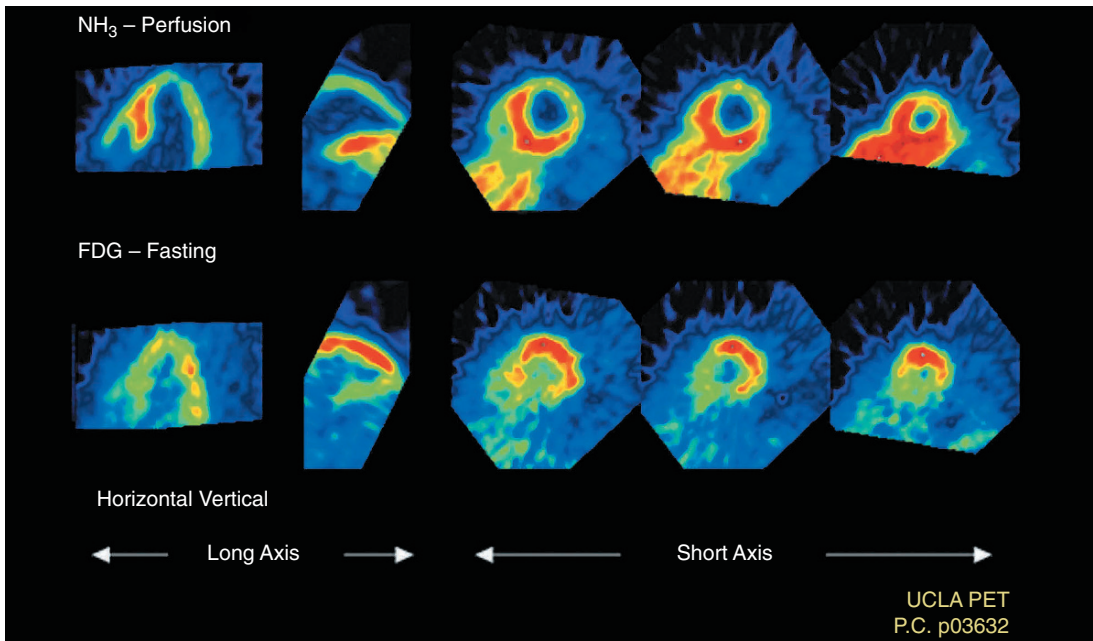 NH₃ – Perfusion
FDG – Fasting
Horizontal Vertical
Long Axis
Short Axis
UCLA PET
P.C. p03632